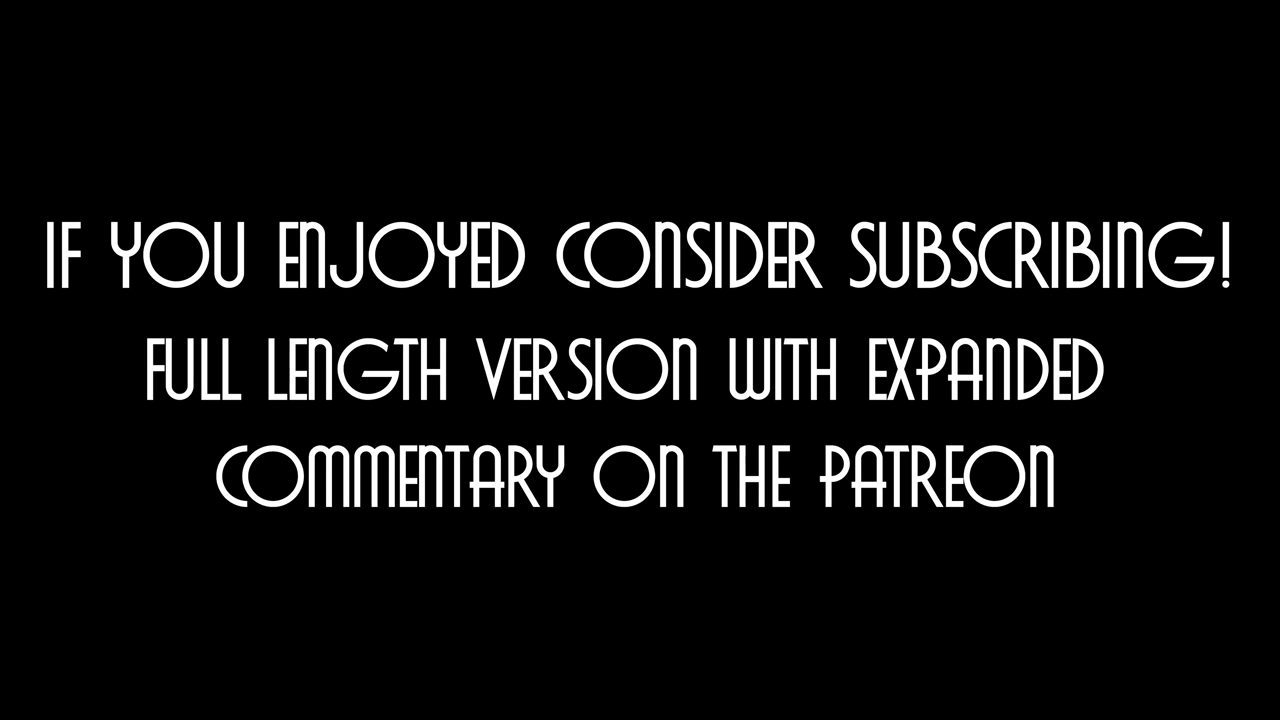 IF YOU ENJOYED CONSIDER SUBSCRIBING!
FULL LENGTH VERSION WITH EXPANDED
COMMENTARY ON THE PATREON